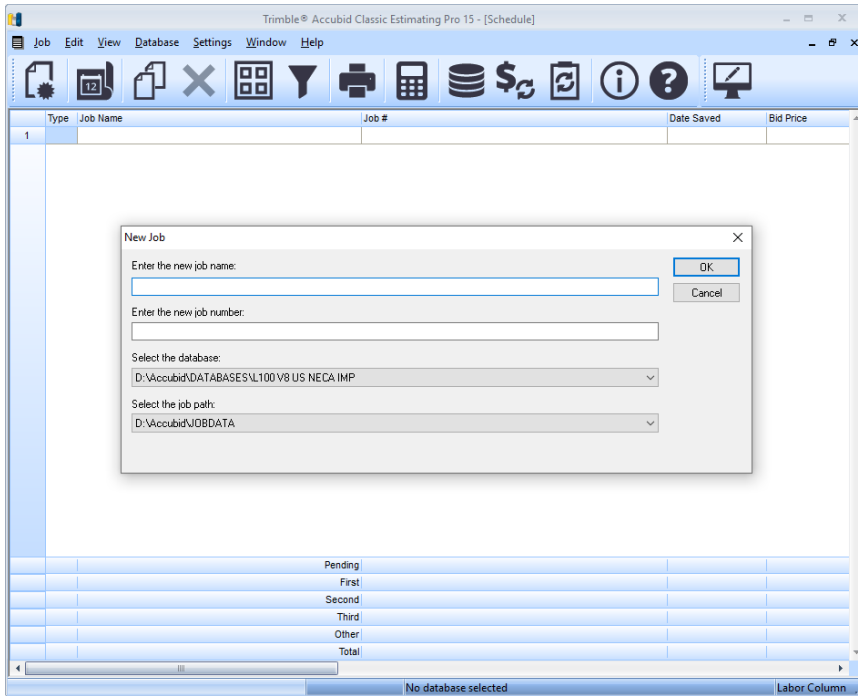 Trimble® Accubid Classic Estimating Pro 15 - [Schedule]
Job Edit View Database Settings Window Help
12
Type Job Name Job # Date Saved Bid Price
1
New Job
Enter the new job name:
OK
Cancel
Enter the new job number:
Select the database:
D:\Accubid\DATABASES\L100 V8 US NECA IMP
Select the job path:
D:\Accubid\JOBDATA
Pending
First
Second
Third
Other
Total
No database selected Labor Column